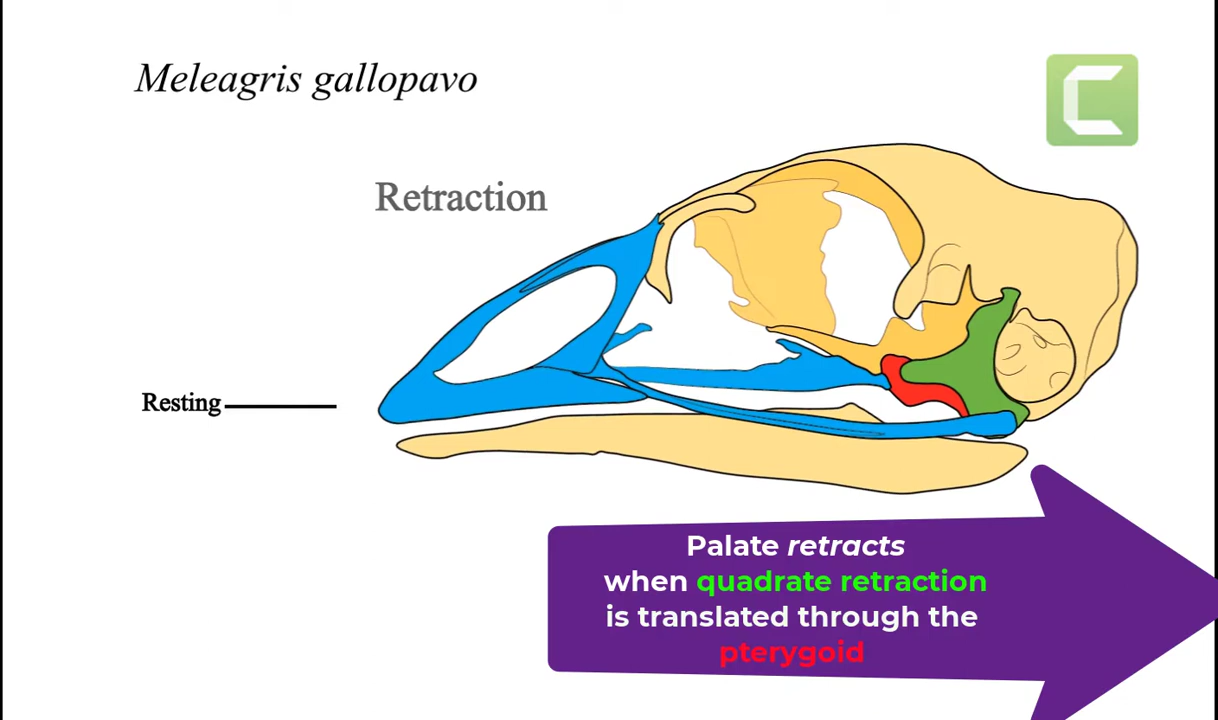 Meleagris gallopavo
Retraction
Resting
Palate retracts
when quadrate retraction
is translated through the
pterygoid